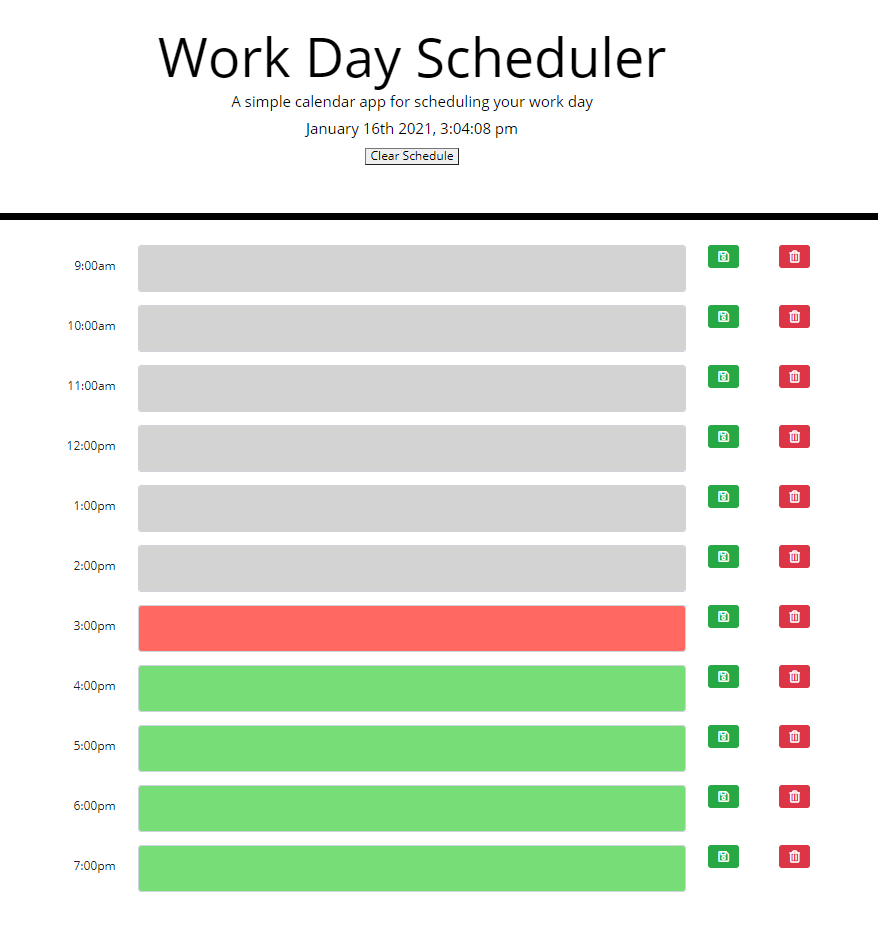 Work Day Scheduler
A simple calendar app for scheduling your work day
January 16th 2021, 3:04:08 pm
Clear Schedule
9:00am
10:00am
11:00am
12:00pm
1:00pm
2:00pm
3:00pm
4:00pm
5:00pm
6:00pm
7:00pm